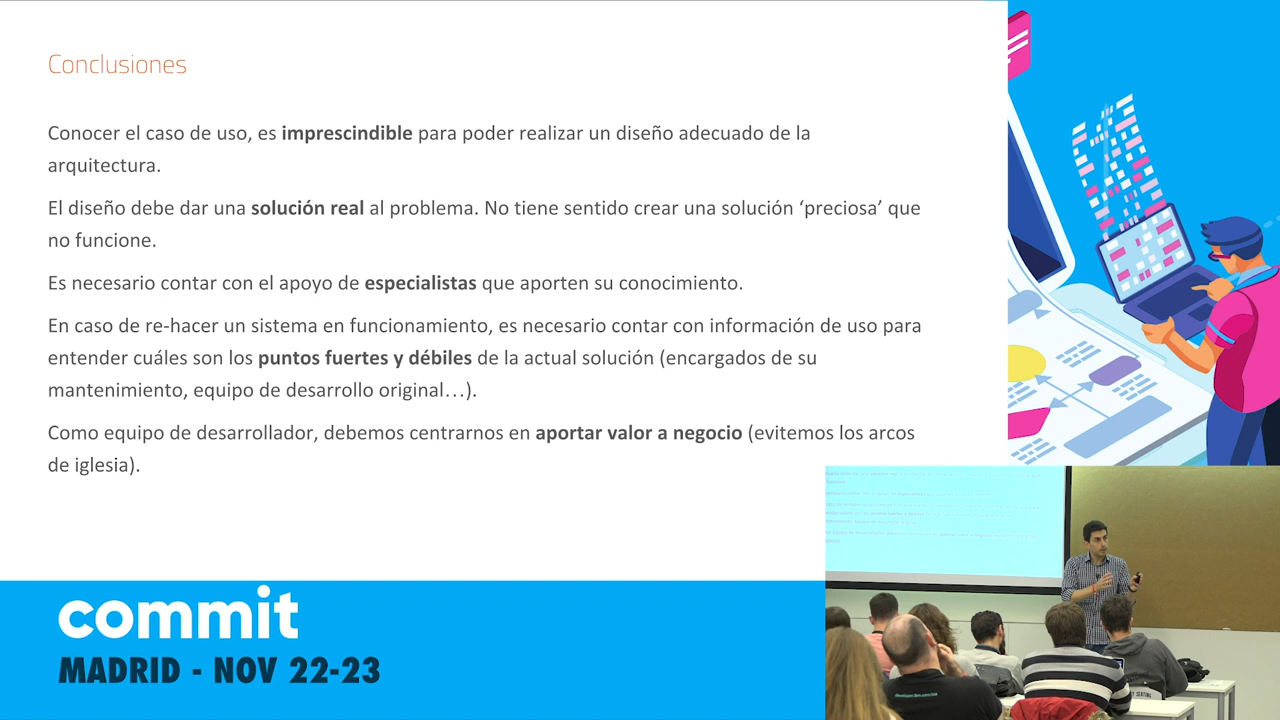 Conclusiones
Conocer el caso de uso, es imprescindible para poder realizar un diseño adecuado de la
arquitectura.
El diseño debe dar una solución real al problema. No tiene sentido crear una solución ‘preciosa’ que
no funcione.
Es necesario contar con el apoyo de especialistas que aporten su conocimiento.
En caso de re-hacer un sistema en funcionamiento, es necesario contar con información de uso para
entender cuáles son los puntos fuertes y débiles de la actual solución (encargados de su
mantenimiento, equipo de desarrollo original…).
Como equipo de desarrollador, debemos centrarnos en aportar valor a negocio (evitemos los arcos
de iglesia).
commit
MADRID - NOV 22-23